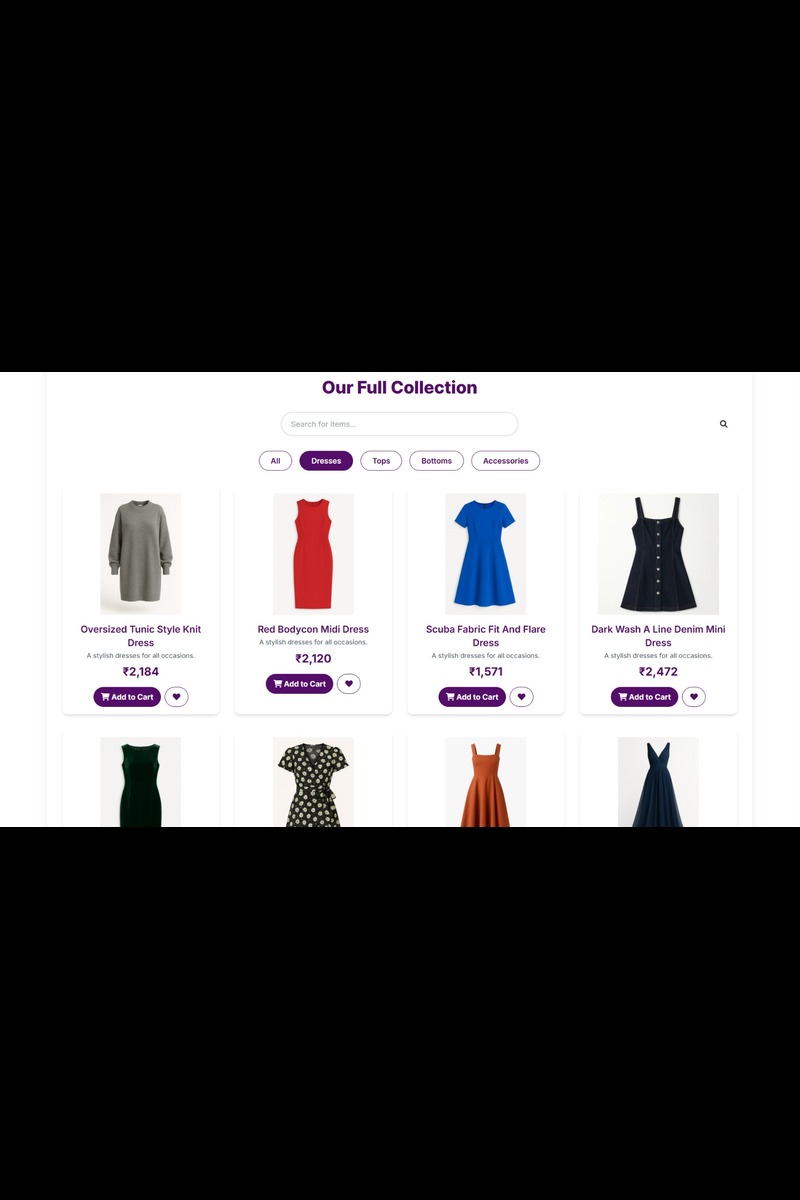 Our Full Collection
Search for items...
All Dresses Tops Bottoms Accessories
Oversized Tunic Style Knit
Dress
A stylish dresses for all occasions.
₹2,184
Add to Cart
Red Bodycon Midi Dress
A stylish dresses for all occasions.
₹2,120
Add to Cart
Scuba Fabric Fit And Flare
Dress
A stylish dresses for all occasions.
₹1,571
Add to Cart
Dark Wash A Line Denim Mini
Dress
A stylish dresses for all occasions.
₹2,472
Add to Cart